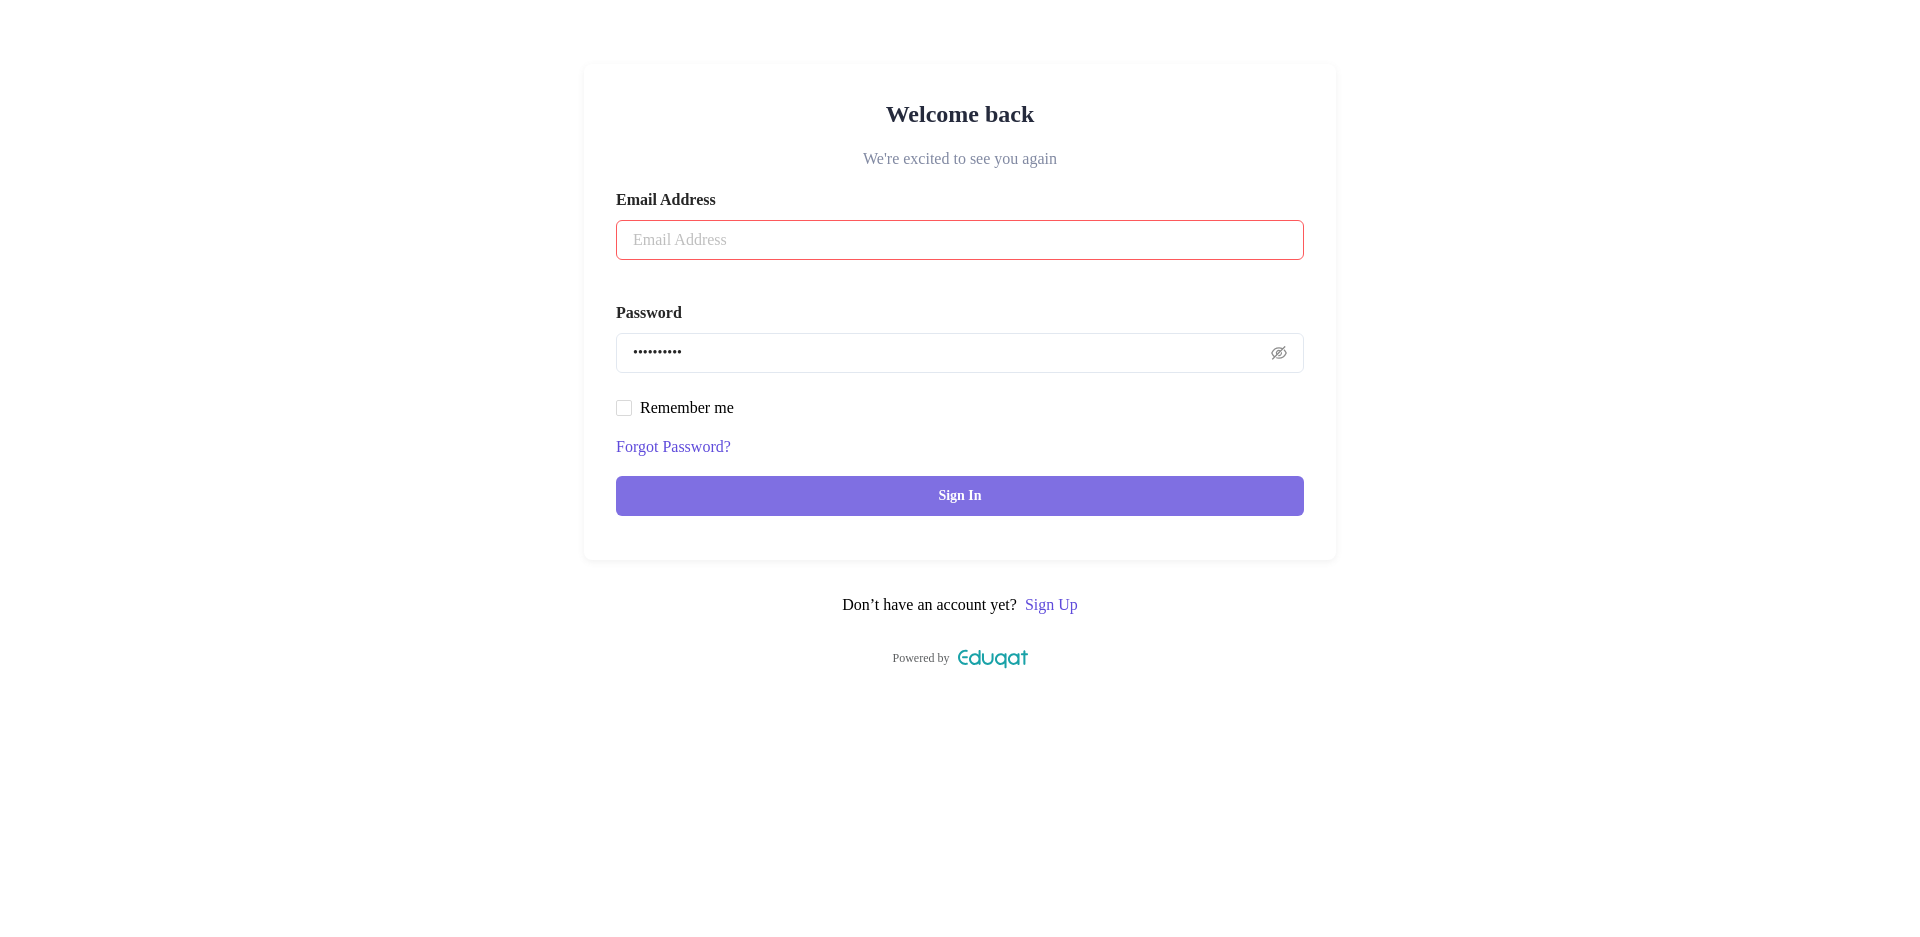 Welcome back
We're excited to see you again
Email Address
Email Address
Password
••••••••••
Remember me
Forgot Password?
Sign In
Don’t have an account yet? Sign Up
Powered by Eduqat